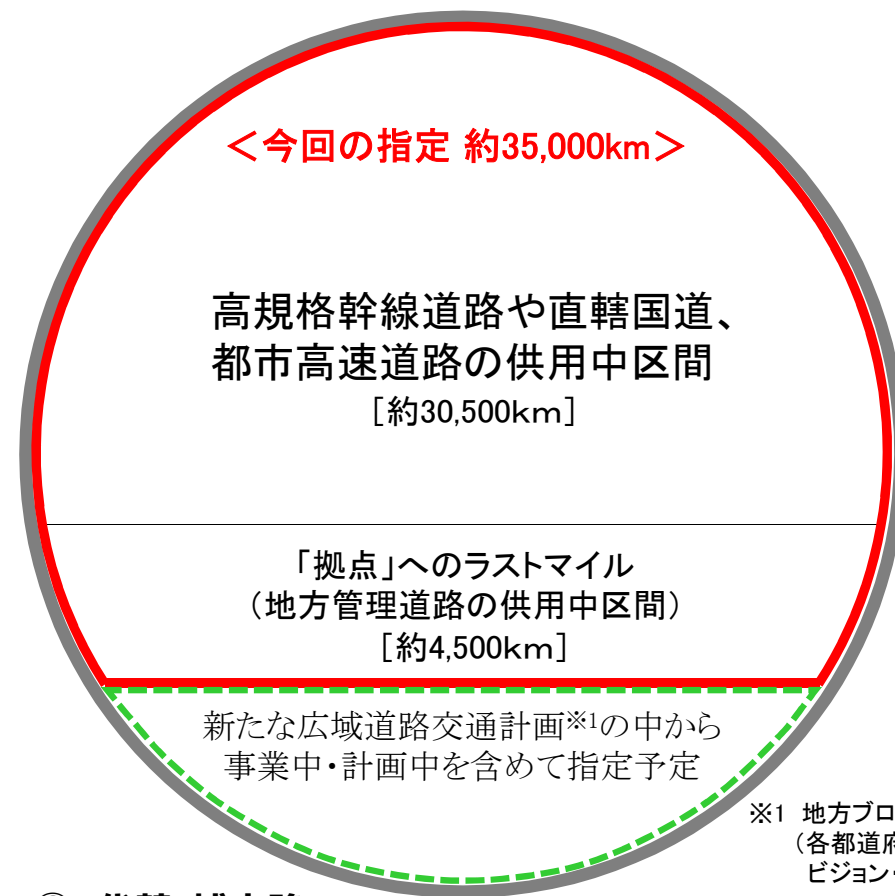 ＜今回の指定 約35,000km＞
高規格幹線道路や直轄国道、
都市高速道路の供用中区間
［約30,500km］
「拠点」へのラストマイル
（地方管理道路の供用中区間）
［約4,500km］
新たな広域道路交通計画※1の中から
事業中・計画中を含めて指定予定
※1 地方ブロ
（各都道府
ビジョン